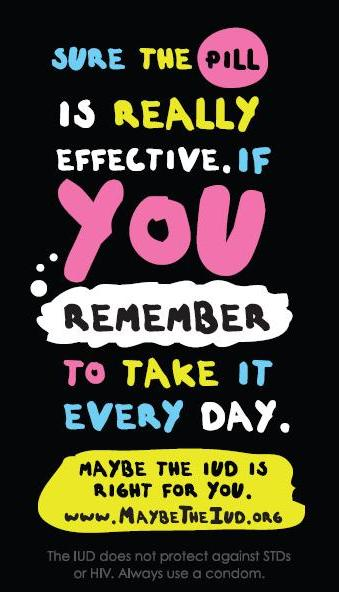 SURE THE PILL
IS REALLY
EFFECTIVE. IF
YOU
REMEMBER
TO TAKE IT
EVERY DAY.
MAYBE THE IUD IS
RIGHT FOR YOU.
www.MAYBETHEIUD.ORG
The IUD does not protect against STDs
or HIV. Always use a condom.